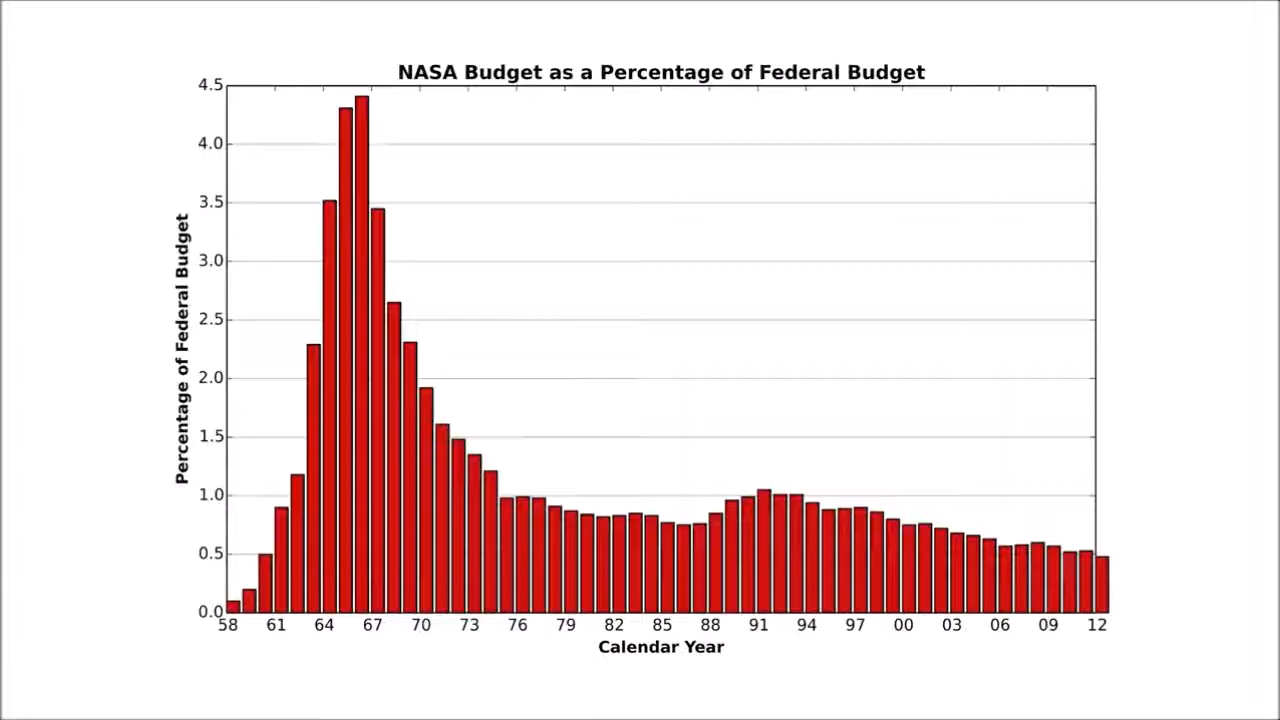 NASA Budget as a Percentage of Federal Budget
4.5
4.0
3.5
3.0
2.5
2.0
1.5
1.0
0.5
0.0
Percentage of Federal Budget
58 61 64 67 70 73 76 79 82 85 88 91 94 97 00 03 06 09 12
Calendar Year